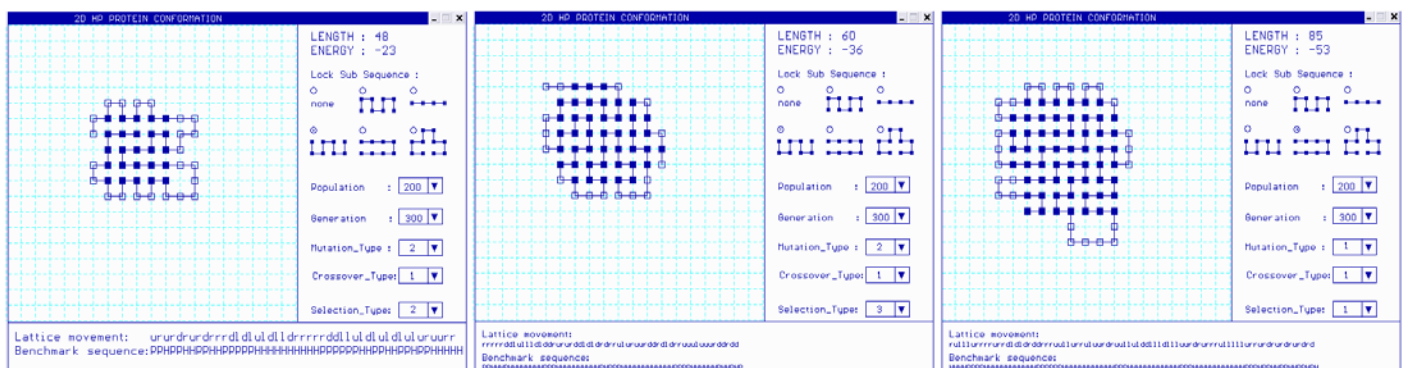 2D HP PROTEIN CONFORMATION
LENGTH : 48
ENERGY : -23
Lock Sub Sequence :
none
Population : 200
Generation : 300
Mutation_Type : 2
Crossover_Type: 1
Selection_Type: 2
Lattice movement:
Benchmark sequence:
2D HP PROTEIN CONFORMATION
LENGTH : 60
ENERGY : -36
Lock Sub Sequence :
none
Population : 200
Generation : 300
Mutation_Type : 2
Crossover_Type: 1
Selection_Type: 3
Lattice movement:
Benchmark sequence:
2D HP PROTEIN CONFORMATION
LENGTH : 85
ENERGY : -53
Lock Sub Sequence :
none
Population : 200
Generation : 300
Mutation_Type : 1
Crossover_Type: 1
Selection_Type: 1
Lattice movement:
Benchmark sequence: